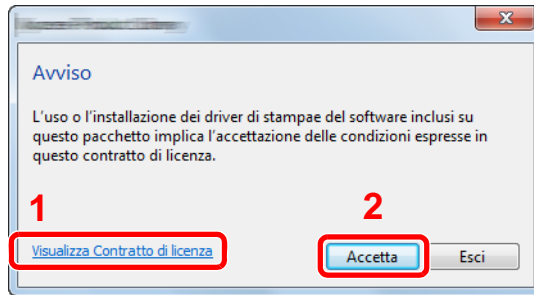 Avviso
L'uso o l'installazione dei driver di stampae del software inclusi su
questo pacchetto implica l'accettazione delle condizioni espresse in
questo contratto di licenza.
1
2
Visualizza Contratto di licenza
Accetta
Esci